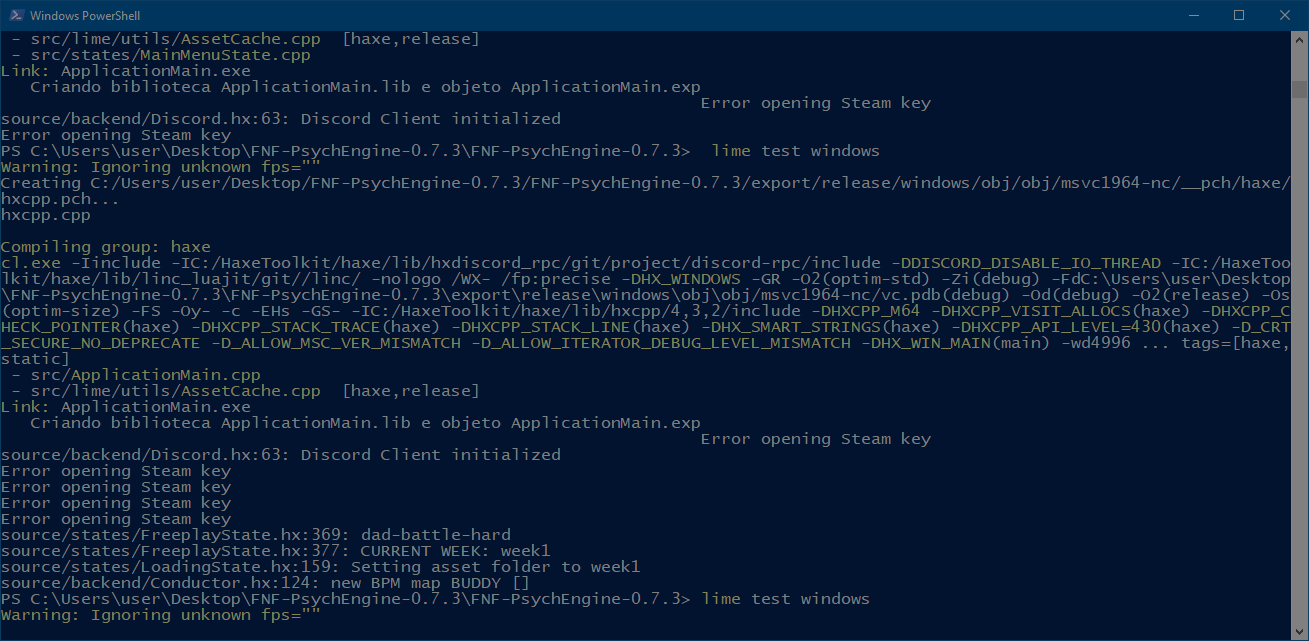 Windows PowerShell
- src/lime/utils/AssetCache.cpp  [haxe,release]
- src/states/MainMenuState.cpp
Link: ApplicationMain.exe
Criando biblioteca ApplicationMain.lib e objeto ApplicationMain.exp
Error opening Steam key
source/backend/Discord.hx:63: Discord Client initialized
Error opening Steam key
PS C:\Users\user\Desktop\FNF-PsychEngine-0.7.3\FNF-PsychEngine-0.7.3>  lime test windows
Warning: Ignoring unknown fps=""
Creating C:/Users/user/Desktop/FNF-PsychEngine-0.7.3/FNF-PsychEngine-0.7.3/export/release/windows/obj/obj/msvc1964-nc/__pch/haxe/
hxcpp.pch...
hxcpp.cpp
Compiling group: haxe
cl.exe -Iinclude -IC:/HaxeToolkit/haxe/lib/hxdiscord_rpc/git/project/discord-rpc/include -DDISCORD_DISABLE_IO_THREAD -IC:/HaxeToo
lkit/haxe/lib/linc_luajit/git//linc/ -nologo /WX- /fp:precise -DHX_WINDOWS -GR -O2(optim-std) -Zi(debug) -FdC:\Users\user\Desktop
\FNF-PsychEngine-0.7.3\FNF-PsychEngine-0.7.3\export\release\windows\obj\obj/msvc1964-nc/vc.pdb(debug) -Od(debug) -O2(release) -Os
(optim-size) -FS -Oy- -c -EHs -GS- -IC:/HaxeToolkit/haxe/lib/hxcpp/4,3,2/include -DHXCPP_M64 -DHXCPP_VISIT_ALLOCS(haxe) -DHXCPP_C
HECK_POINTER(haxe) -DHXCPP_STACK_TRACE(haxe) -DHXCPP_STACK_LINE(haxe) -DHX_SMART_STRINGS(haxe) -DHXCPP_API_LEVEL=430(haxe) -D_CRT
_SECURE_NO_DEPRECATE -D_ALLOW_MSC_VER_MISMATCH -D_ALLOW_ITERATOR_DEBUG_LEVEL_MISMATCH -DHX_WIN_MAIN(main) -wd4996 ... tags=[haxe,
static]
- src/ApplicationMain.cpp
- src/lime/utils/AssetCache.cpp  [haxe,release]
Link: ApplicationMain.exe
Criando biblioteca ApplicationMain.lib e objeto ApplicationMain.exp
Error opening Steam key
source/backend/Discord.hx:63: Discord Client initialized
Error opening Steam key
Error opening Steam key
Error opening Steam key
Error opening Steam key
source/states/FreeplayState.hx:369: dad-battle-hard
source/states/FreeplayState.hx:377: CURRENT WEEK: week1
source/states/LoadingState.hx:159: Setting asset folder to week1
source/backend/Conductor.hx:124: new BPM map BUDDY []
PS C:\Users\user\Desktop\FNF-PsychEngine-0.7.3\FNF-PsychEngine-0.7.3> lime test windows
Warning: Ignoring unknown fps=""